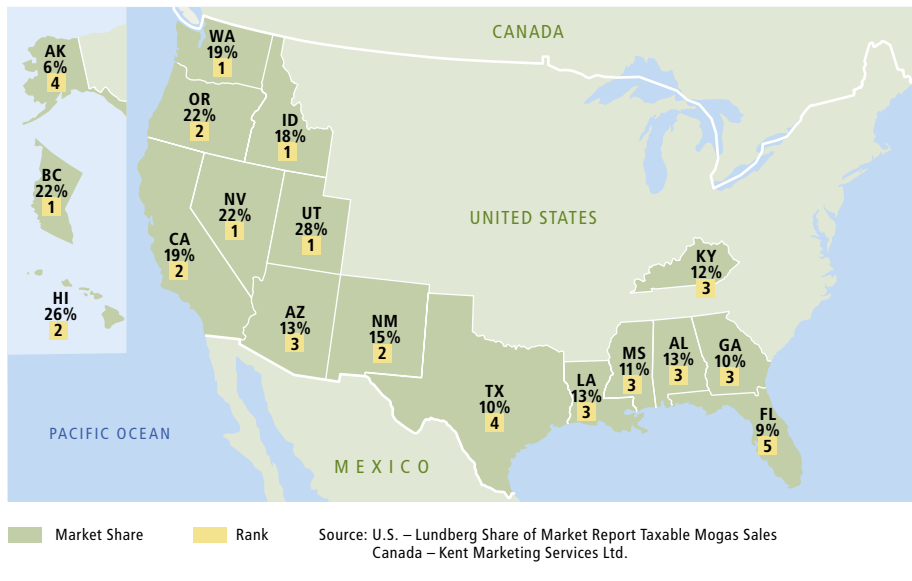 CANADA
WA
19%
1
AK
6%
4
OR
22%
2
ID
18%
1
BC
22%
1
NV
22%
1
UT
28%
1
UNITED STATES
CA
19%
2
KY
12%
3
HI
26%
2
AZ
13%
3
NM
15%
2
TX
10%
4
LA
13%
3
MS
11%
3
AL
13%
3
GA
10%
3
FL
9%
5
PACIFIC OCEAN
MEXICO
Market Share
Rank
Source: U.S. – Lundberg Share of Market Report Taxable Mogas Sales
Canada – Kent Marketing Services Ltd.